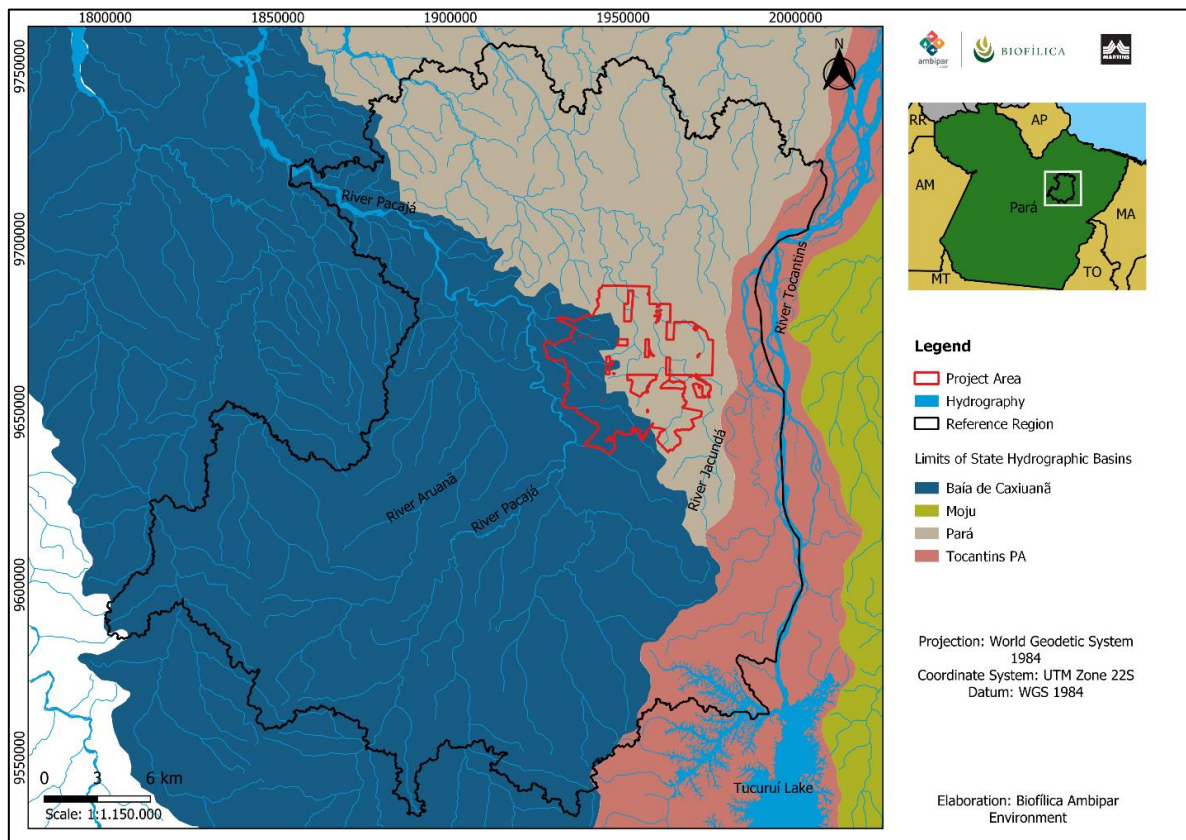 1800000
1850000
1900000
1950000
2000000
9750000
9700000
9650000
9600000
9550000
N
River Pacajá
River Tocantins
River Jacundá
River Aruanã
River Pacajá
Tucuruí Lake
0 3 6 km
Scale: 1:1.150.000
ambipar
BIOFÍLICA
MARTINS
RR
AP
AM
Pará
MA
MT
TO
Legend
Project Area
Hydrography
Reference Region
Limits of State Hydrographic Basins
Baía de Caxiuanã
Moju
Pará
Tocantins PA
Projection: World Geodetic System
1984
Coordinate System: UTM Zone 22S
Datum: WGS 1984
Elaboration: Biofílica Ambipar
Environment